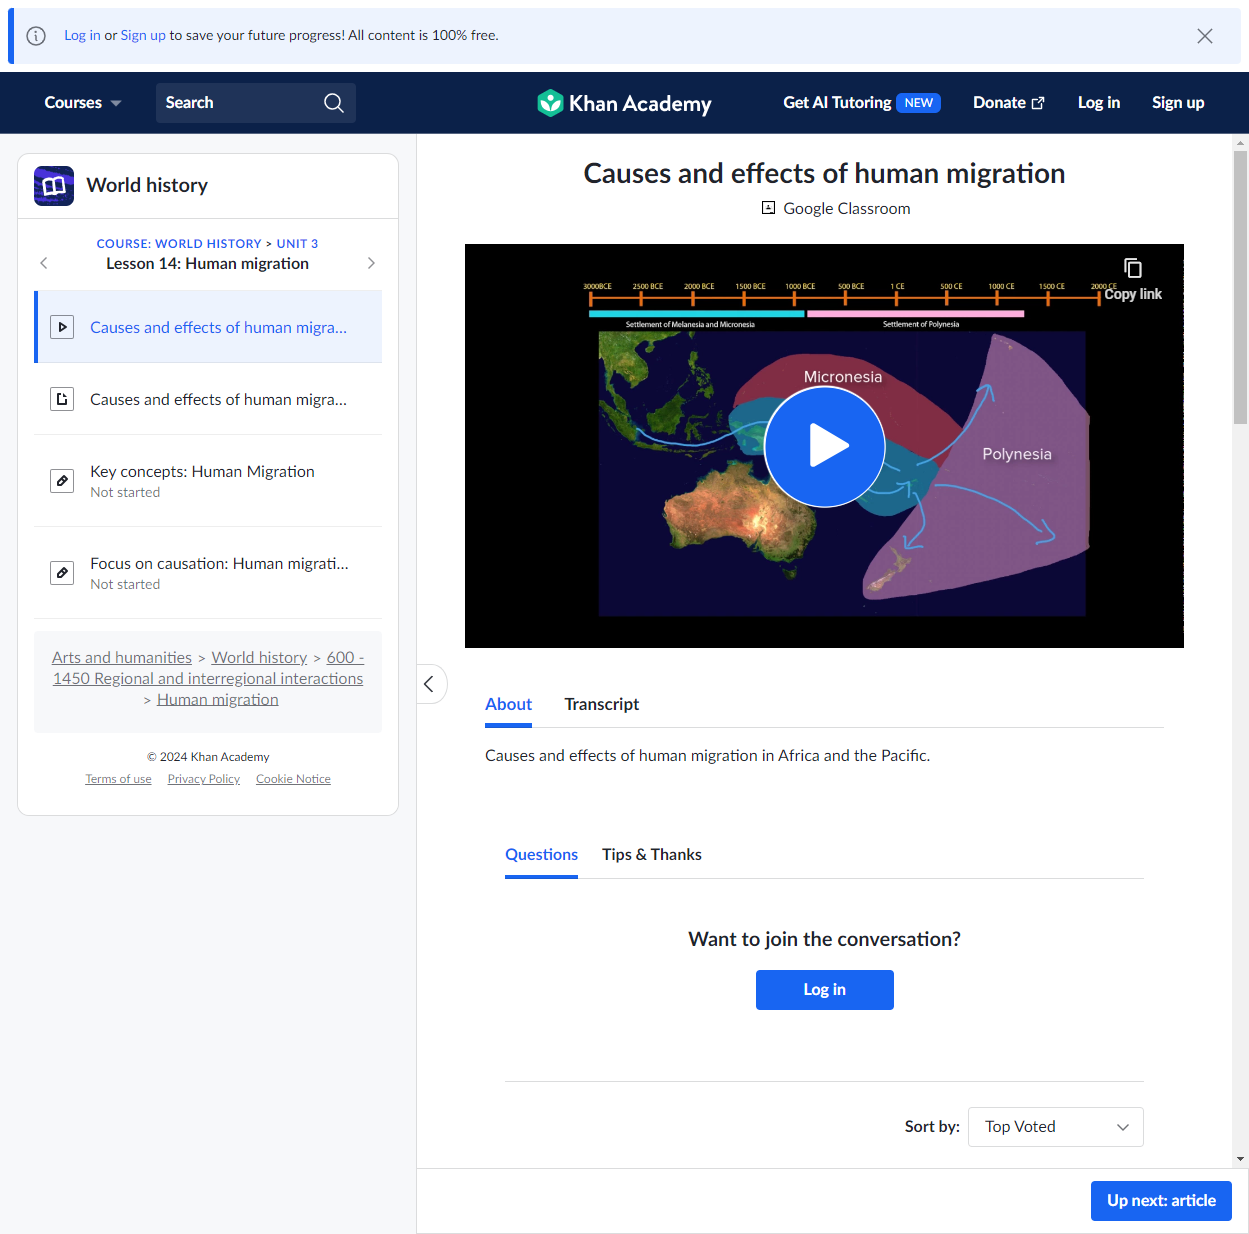 Log in or Sign up to save your future progress! All content is 100% free.
Courses
Search
Khan Academy
Get AI Tutoring NEW
Donate
Log in
Sign up
World history
COURSE: WORLD HISTORY > UNIT 3
Lesson 14: Human migration
Causes and effects of human migra...
Causes and effects of human migra...
Key concepts: Human Migration
Not started
Focus on causation: Human migrati...
Not started
Arts and humanities > World history > 600 -
1450 Regional and interregional interactions
> Human migration
© 2024 Khan Academy
Terms of use Privacy Policy Cookie Notice
Causes and effects of human migration
Google Classroom
Copy link
3000BCE 2500 BCE 2000 BCE 1500 BCE 1000 BCE 500 BCE 1 CE 500 CE 1000 CE 1500 CE 2000 CE
Settlement of Melanesia and Micronesia Settlement of Polynesia
Micronesia
Polynesia
About Transcript
Causes and effects of human migration in Africa and the Pacific.
Questions Tips & Thanks
Want to join the conversation?
Log in
Sort by: Top Voted
Up next: article